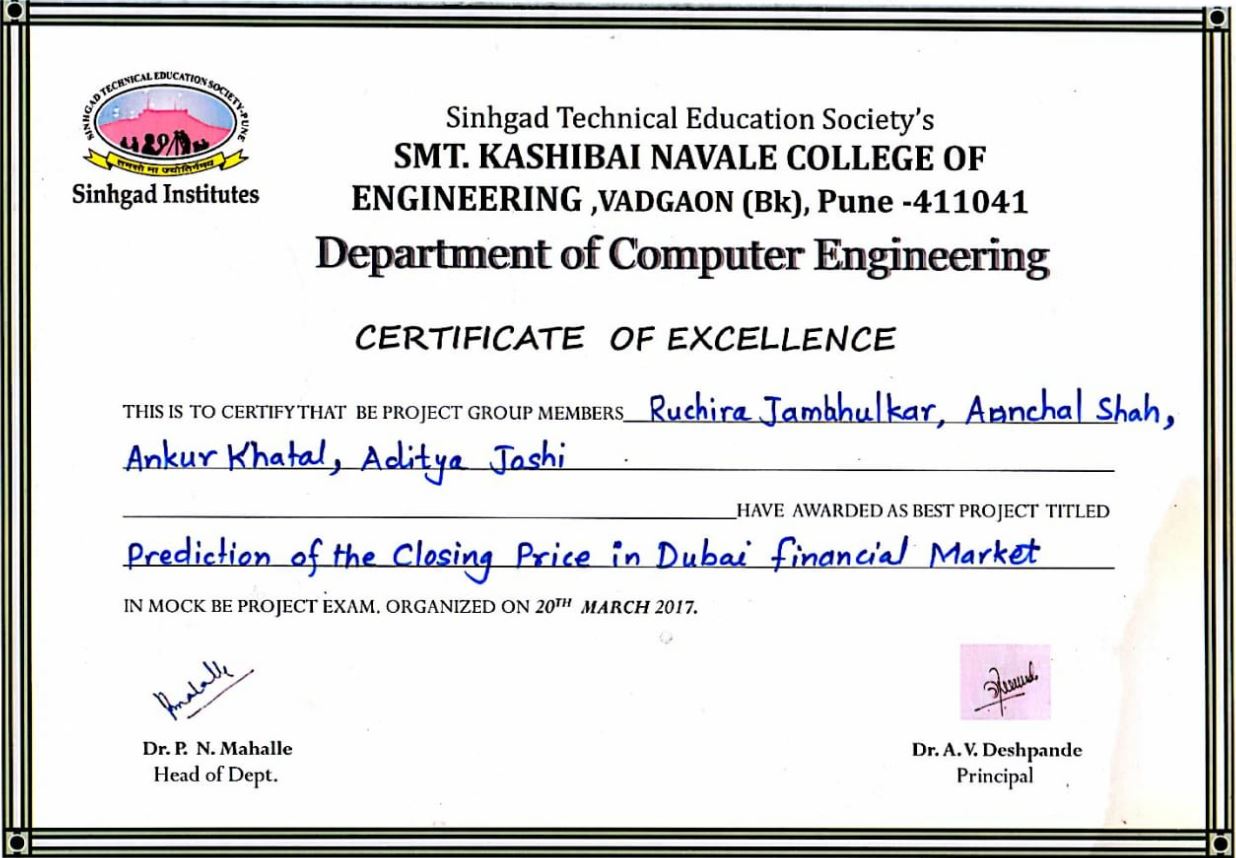 SINHGAD TECHNICAL EDUCATION SOCIETY-PUNE
तमसो मा ज्योतिर्गमय
Sinhgad Institutes
Sinhgad Technical Education Society's
SMT. KASHIBAI NAVALE COLLEGE OF
ENGINEERING ,VADGAON (Bk), Pune -411041
Department of Computer Engineering
CERTIFICATE OF EXCELLENCE
THIS IS TO CERTIFY THAT BE PROJECT GROUP MEMBERS Ruchira Jambhulkar, Aanchal Shah,
Ankur Khatal, Aditya Joshi
HAVE AWARDED AS BEST PROJECT TITLED
Prediction of the Closing Price in Dubai financial Market
IN MOCK BE PROJECT EXAM. ORGANIZED ON 20TH MARCH 2017.
Dr. P. N. Mahalle
Head of Dept.
Dr. A.V. Deshpande
Principal